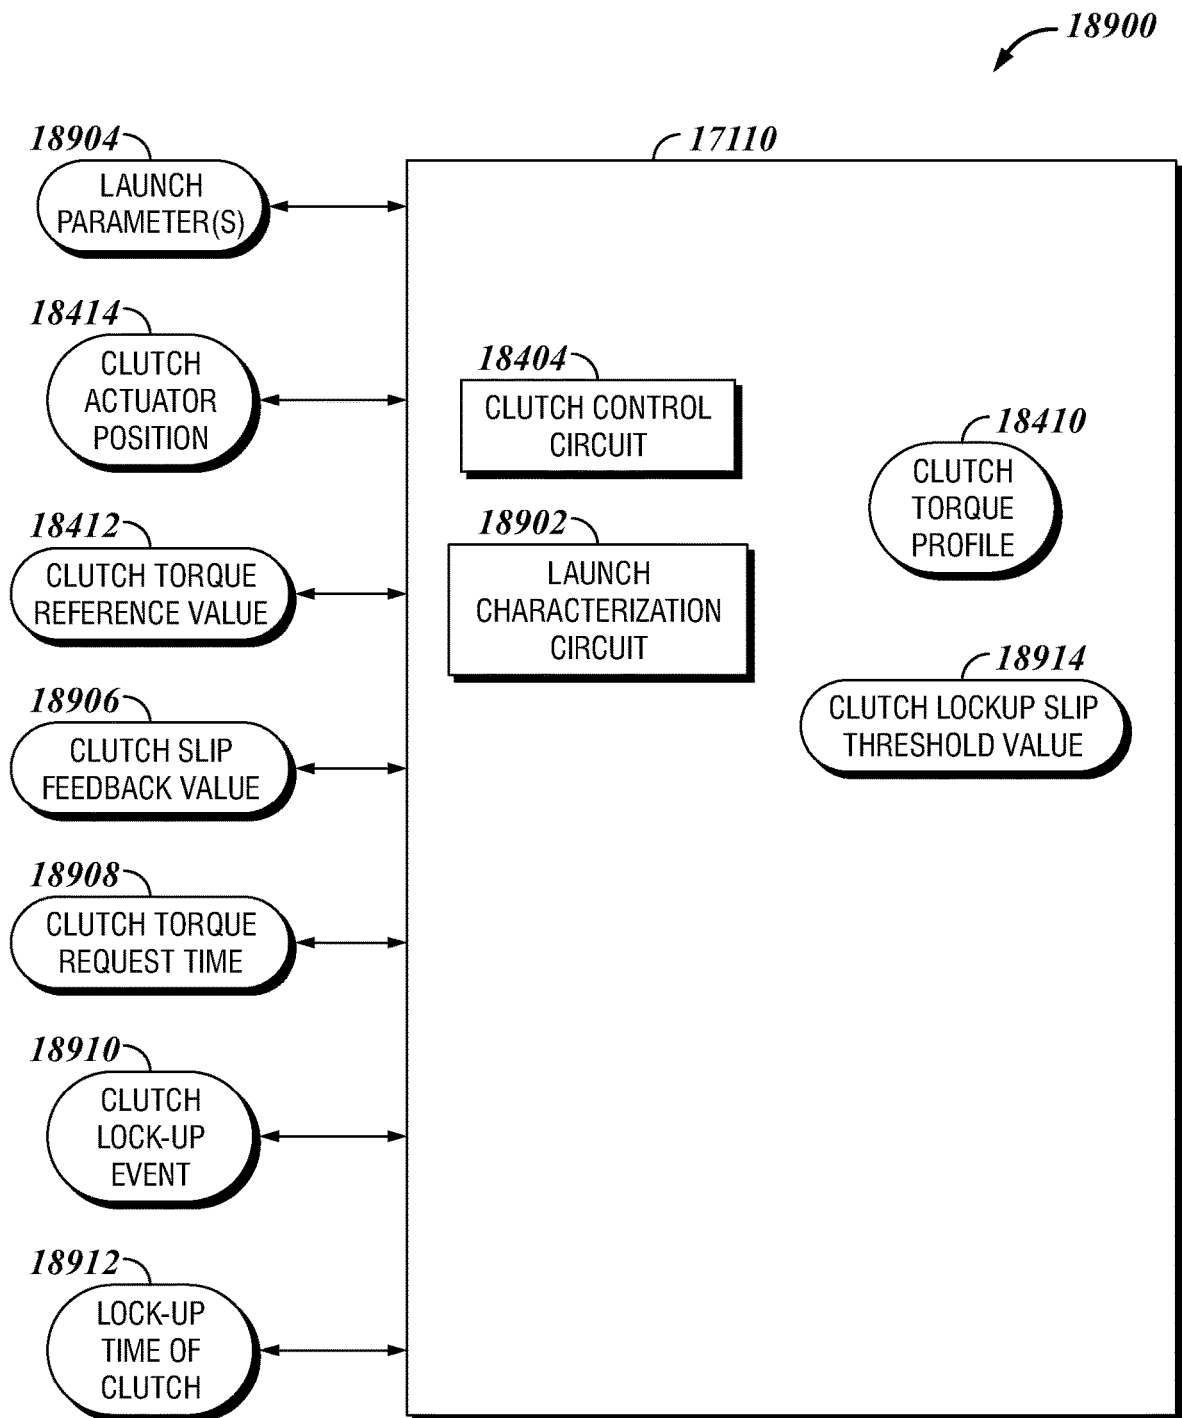 18900
18904
17110
LAUNCH
PARAMETER(S)
18414
CLUTCH
ACTUATOR
POSITION
18404
CLUTCH CONTROL
CIRCUIT
18410
CLUTCH
TORQUE
PROFILE
18412
CLUTCH TORQUE
REFERENCE VALUE
18902
LAUNCH
CHARACTERIZATION
CIRCUIT
18914
CLUTCH LOCKUP SLIP
THRESHOLD VALUE
18906
CLUTCH SLIP
FEEDBACK VALUE
18908
CLUTCH TORQUE
REQUEST TIME
18910
CLUTCH
LOCK-UP
EVENT
18912
LOCK-UP
TIME OF
CLUTCH